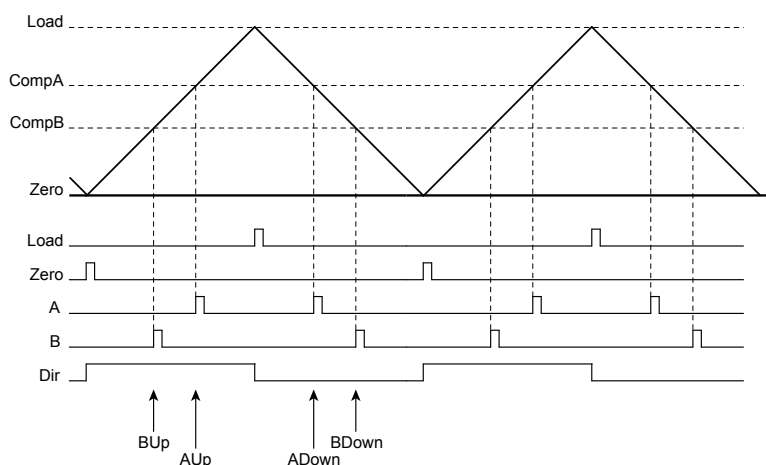 Load
CompA
CompB
Zero
Load
Zero
A
B
Dir
BUp
BDown
AUp
ADown